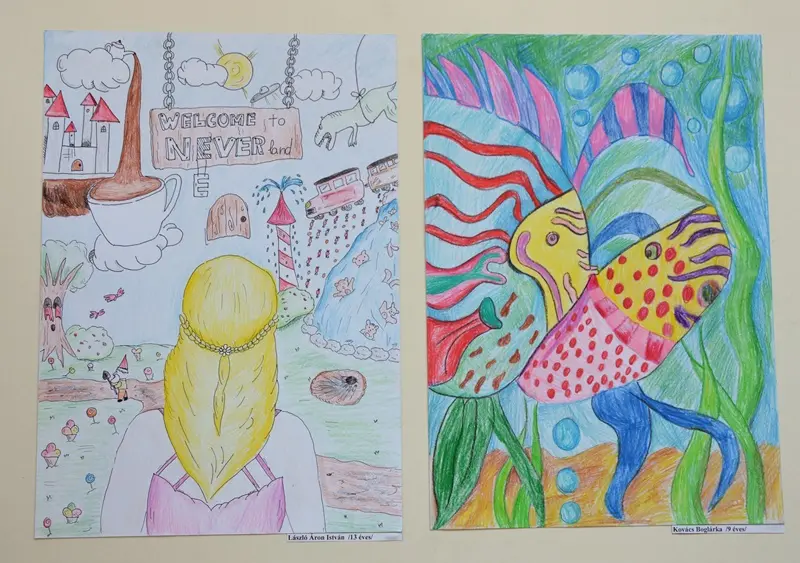 WELCOME to
NEVER land
E
László Áron István /13 éves/
Kovács Boglárka /9 éves/